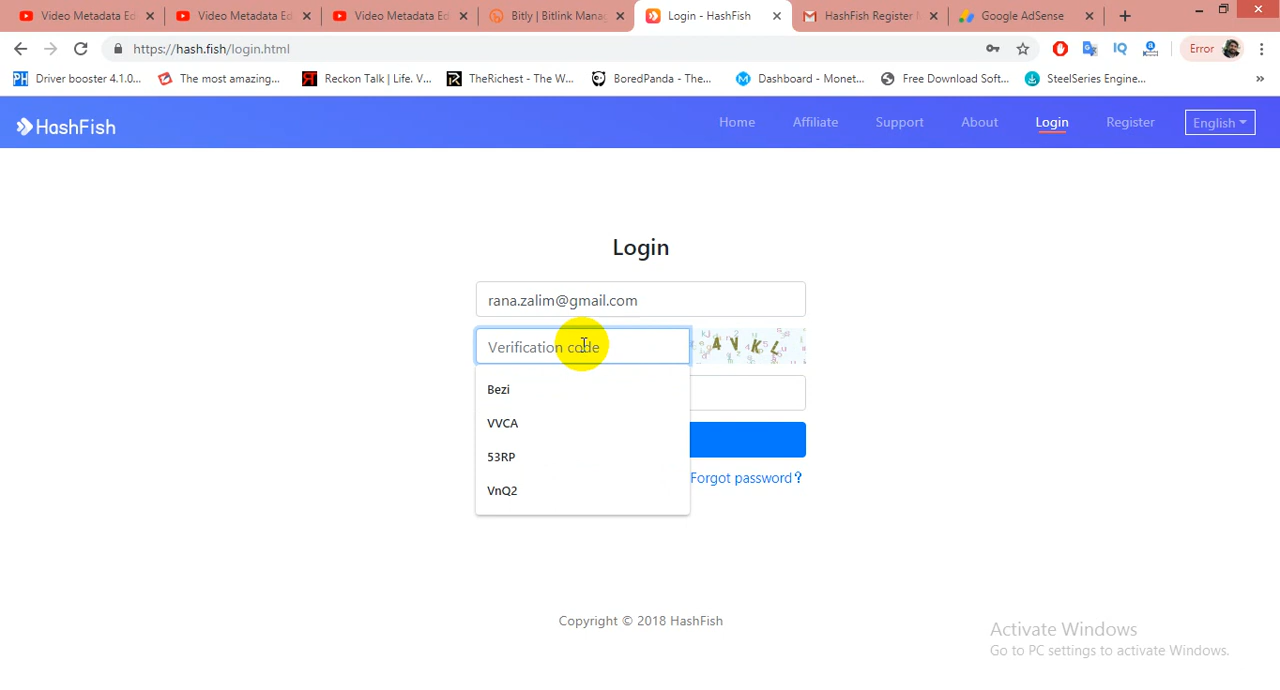 Video Metadata Ed
Video Metadata Ed
Video Metadata Ed
Bitly | Bitlink Manag
Login - HashFish
HashFish Register
Google AdSense
https://hash.fish/login.html
Error
Driver booster 4.1.0...
The most amazing...
Reckon Talk | Life. V...
TheRichest - The W...
BoredPanda - The...
Dashboard - Monet...
Free Download Soft...
SteelSeries Engine...
HashFish
Home
Affiliate
Support
About
Login
Register
English
Login
rana.zalim@gmail.com
Verification code
A V K L
Bezi
VVCA
53RP
VnQ2
Forgot password?
Copyright © 2018 HashFish
Activate Windows
Go to PC settings to activate Windows.